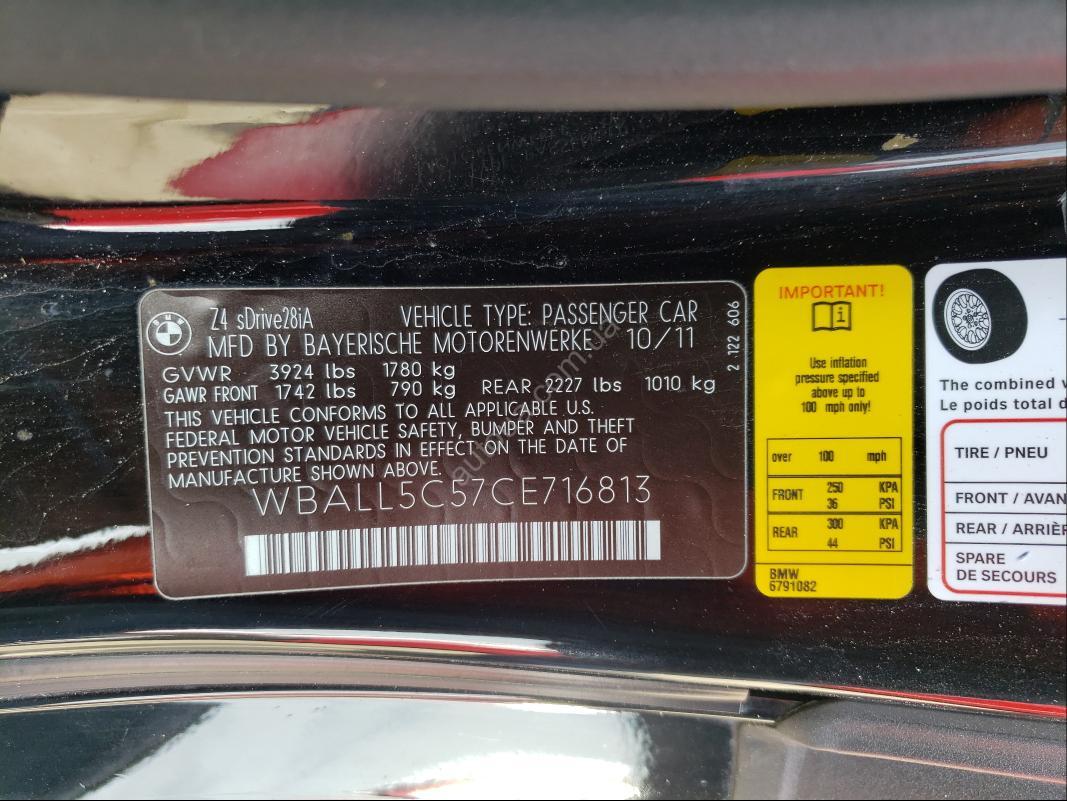 BMW
Z4 sDrive28iA VEHICLE TYPE: PASSENGER CAR
MFD BY BAYERISCHE MOTORENWERKE 10/11
GVWR 3924 lbs 1780 kg
GAWR FRONT 1742 lbs 790 kg REAR 2227 lbs 1010 kg
THIS VEHICLE CONFORMS TO ALL APPLICABLE U.S.
FEDERAL MOTOR VEHICLE SAFETY, BUMPER AND THEFT
PREVENTION STANDARDS IN EFFECT ON THE DATE OF
MANUFACTURE SHOWN ABOVE.
WBALL5C57CE716813
2 122 606
IMPORTANT!
i
Use inflation
pressure specified
above up to
100 mph only!
over 100 mph
FRONT 250 KPA
36 PSI
REAR 300 KPA
44 PSI
BMW
6791082
The combined
Le poids total
TIRE / PNEU
FRONT / AVAN
REAR / ARRIÈR
SPARE
DE SECOURS